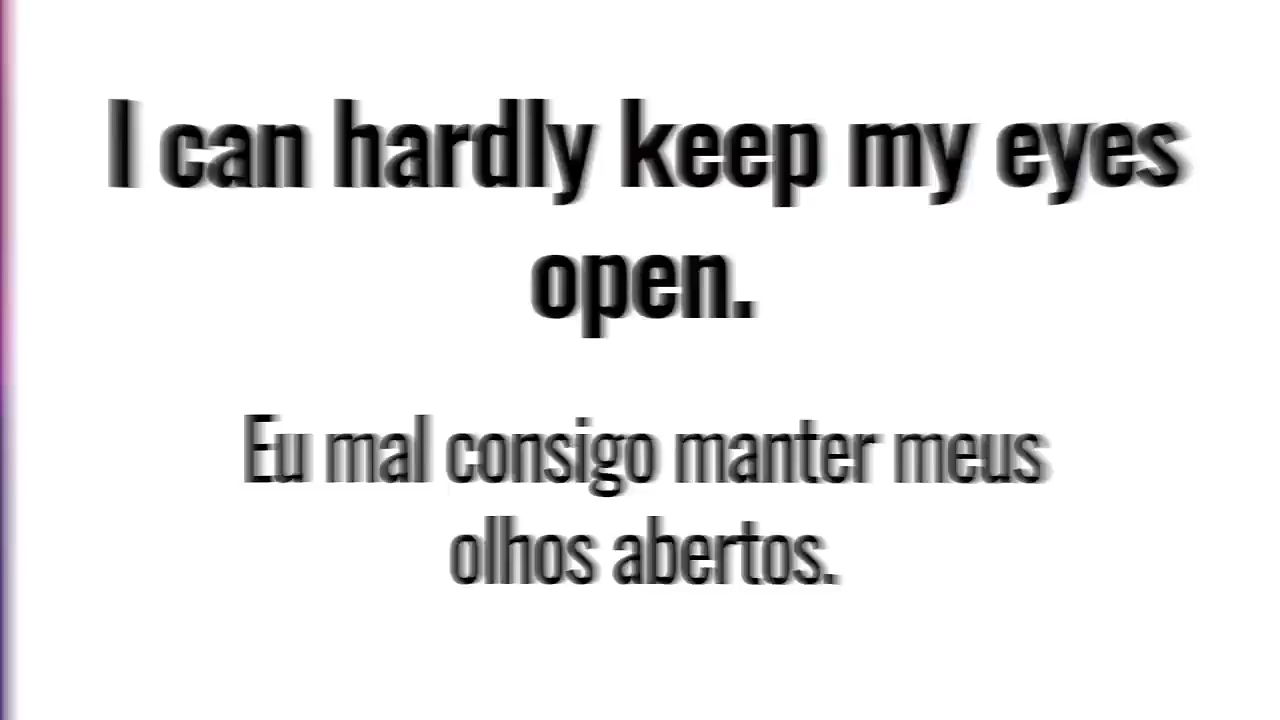 I can hardly keep my eyes
open.
Eu mal consigo manter meus
olhos abertos.